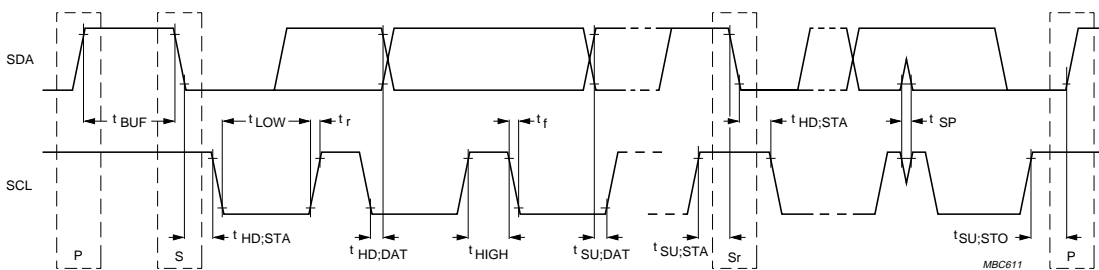 SDA
t BUF
t LOW
t r
t f
t HD;STA
t SP
SCL
t HD;STA
t HD;DAT
t HIGH
t SU;DAT
t SU;STA
t SU;STO
P
S
Sr
P
MBC611